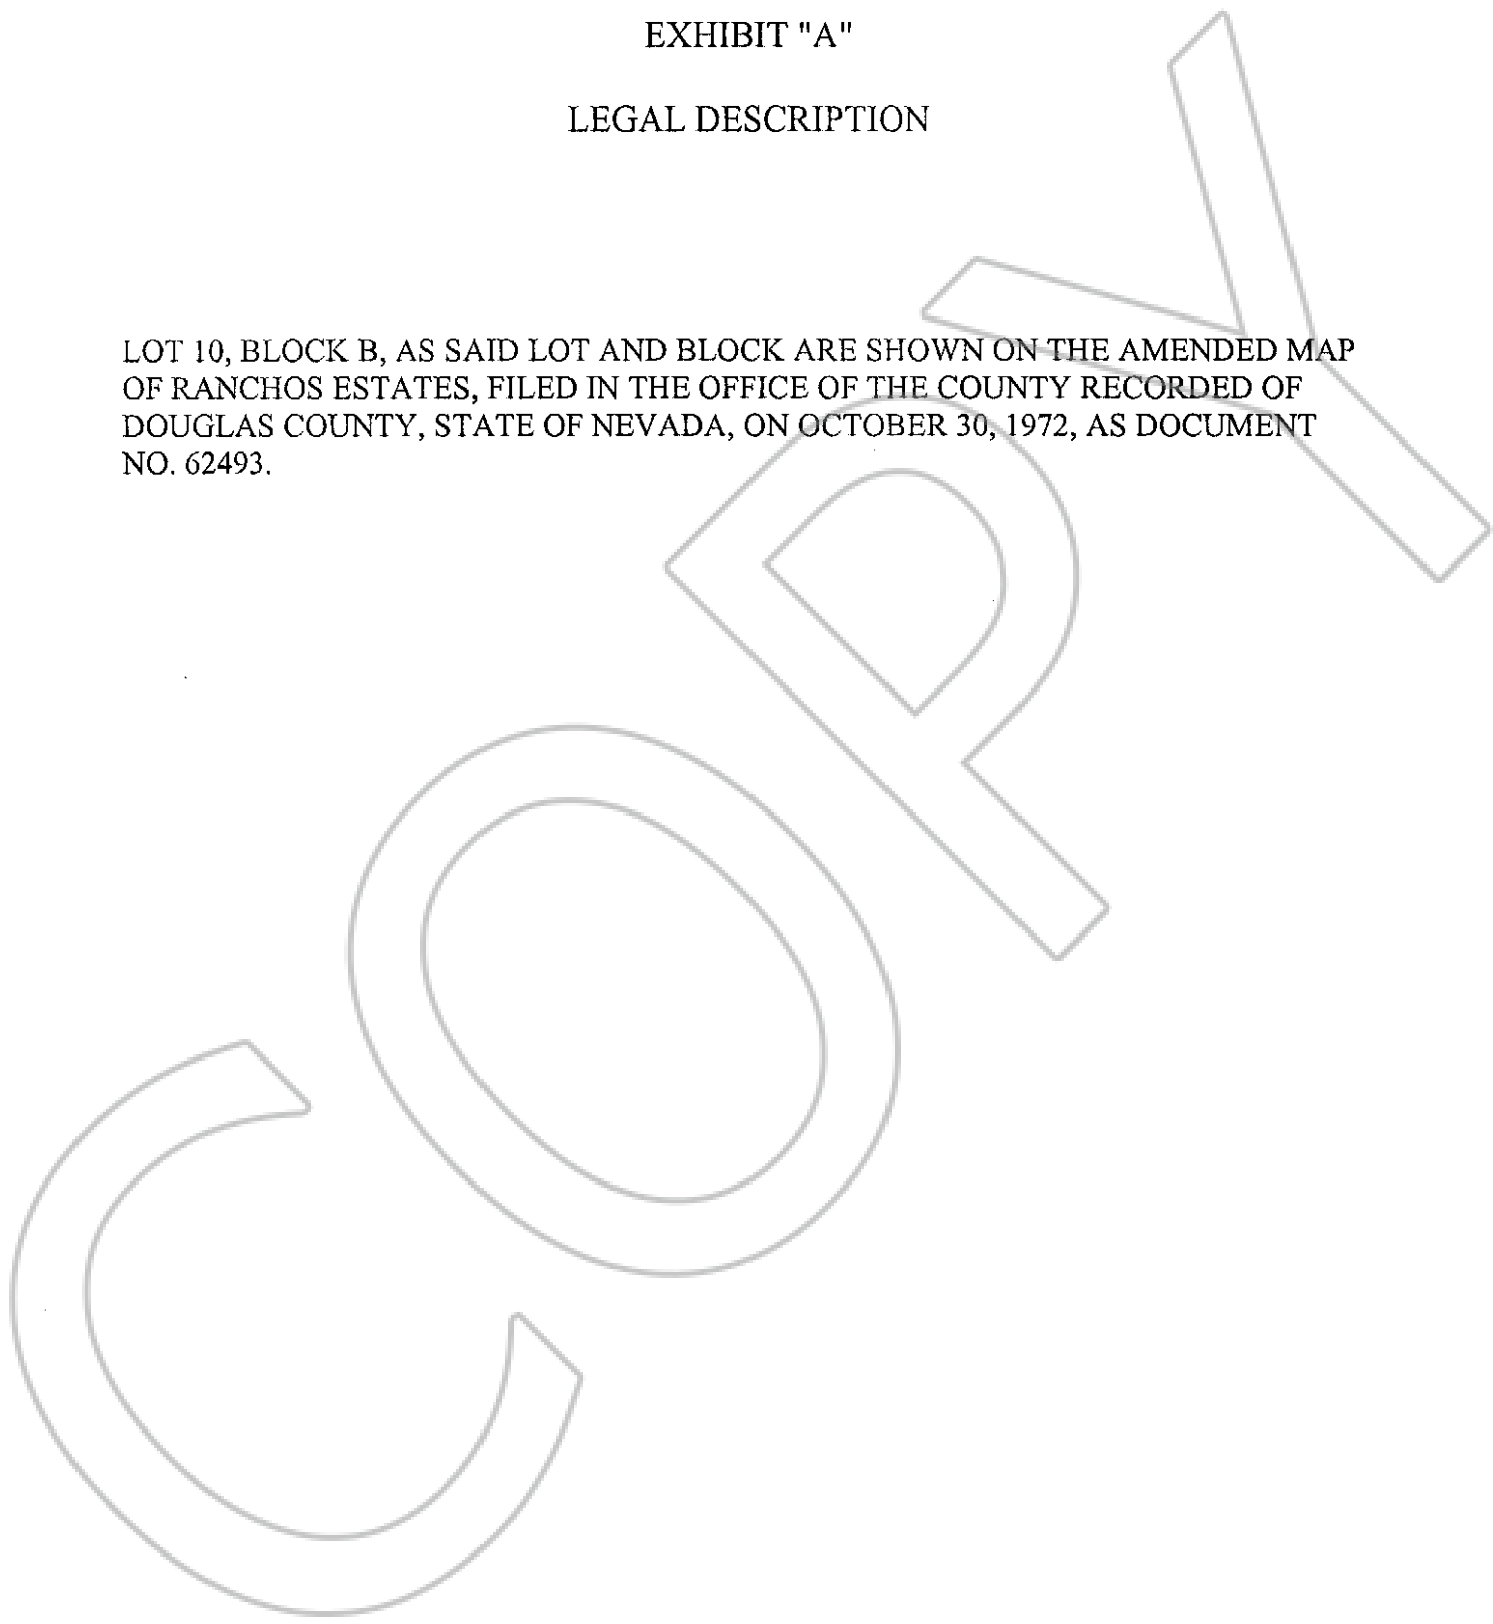 EXHIBIT "A"
LEGAL DESCRIPTION
LOT 10, BLOCK B, AS SAID LOT AND BLOCK ARE SHOWN ON THE AMENDED MAP
OF RANCHOS ESTATES, FILED IN THE OFFICE OF THE COUNTY RECORDED OF
DOUGLAS COUNTY, STATE OF NEVADA, ON OCTOBER 30, 1972, AS DOCUMENT
NO. 62493.
COPY